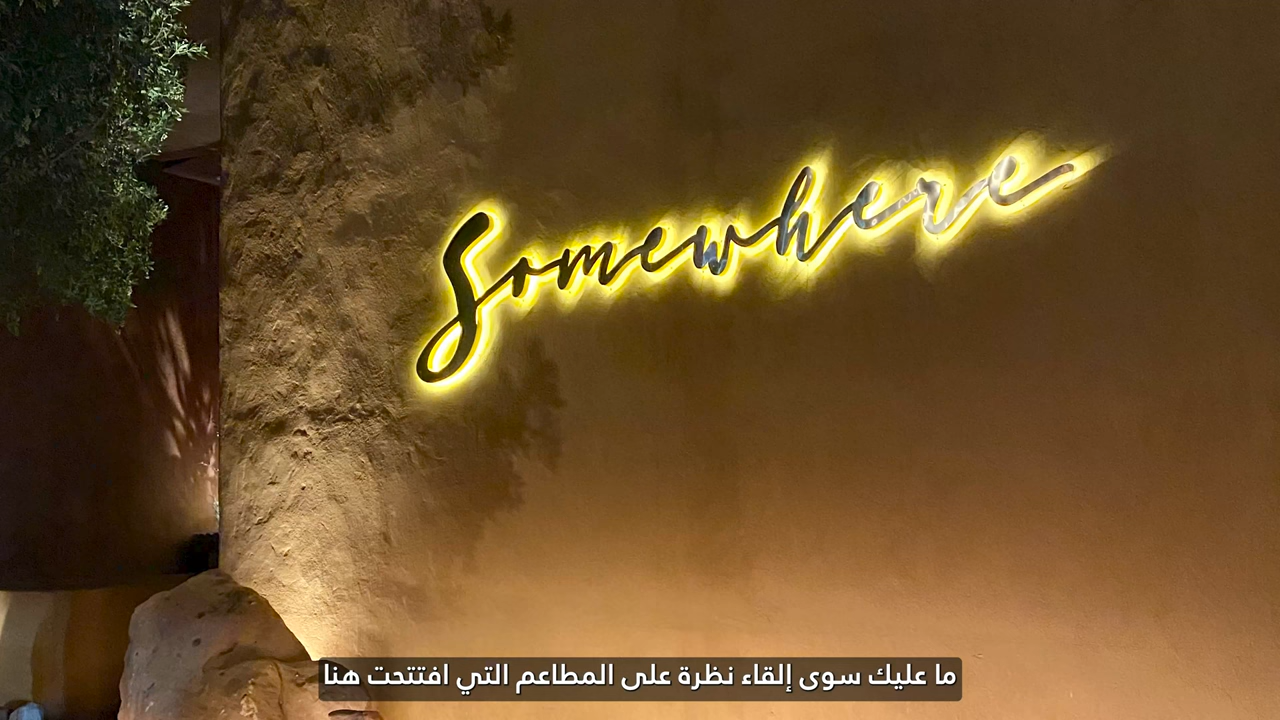 Somewhere
ما عليك سوى إلقاء نظرة على المطاعم التي افتتحت هنا